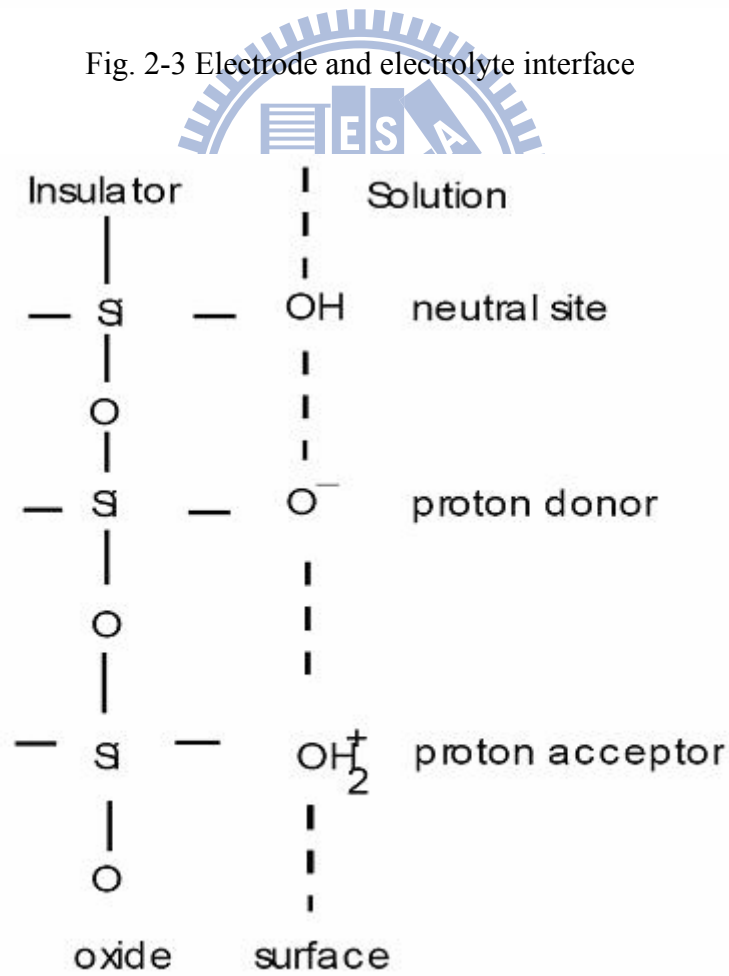 Fig. 2-3 Electrode and electrolyte interface
ESA
Insulator Solution
Si OH neutral site
O
Si O⁻ proton donor
O
Si OH₂⁺ proton acceptor
O
oxide surface